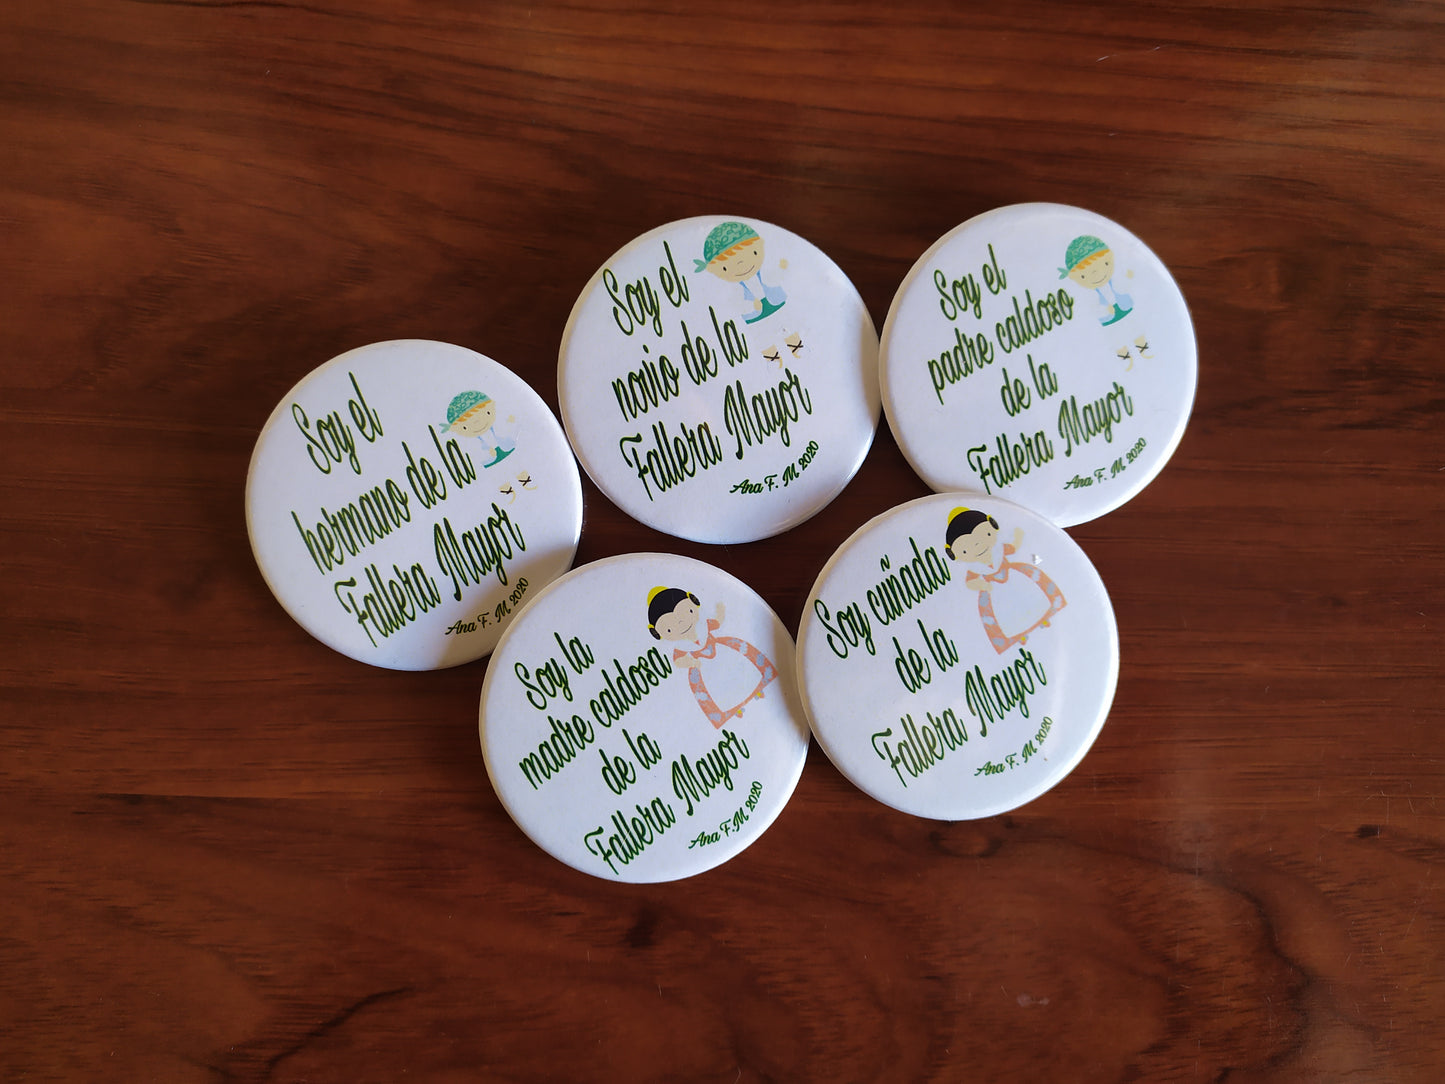 Soy el
hermano de la
Fallera Mayor
Ana F. M 2020
Soy el
novio de la
Fallera Mayor
Ana F. M 2020
Soy el
padre caldoso
de la
Fallera Mayor
Ana F. M 2020
Soy la
madre caldosa
de la
Fallera Mayor
Ana F.M 2020
Soy cúñada
de la
Fallera Mayor
Ana F. M 2020